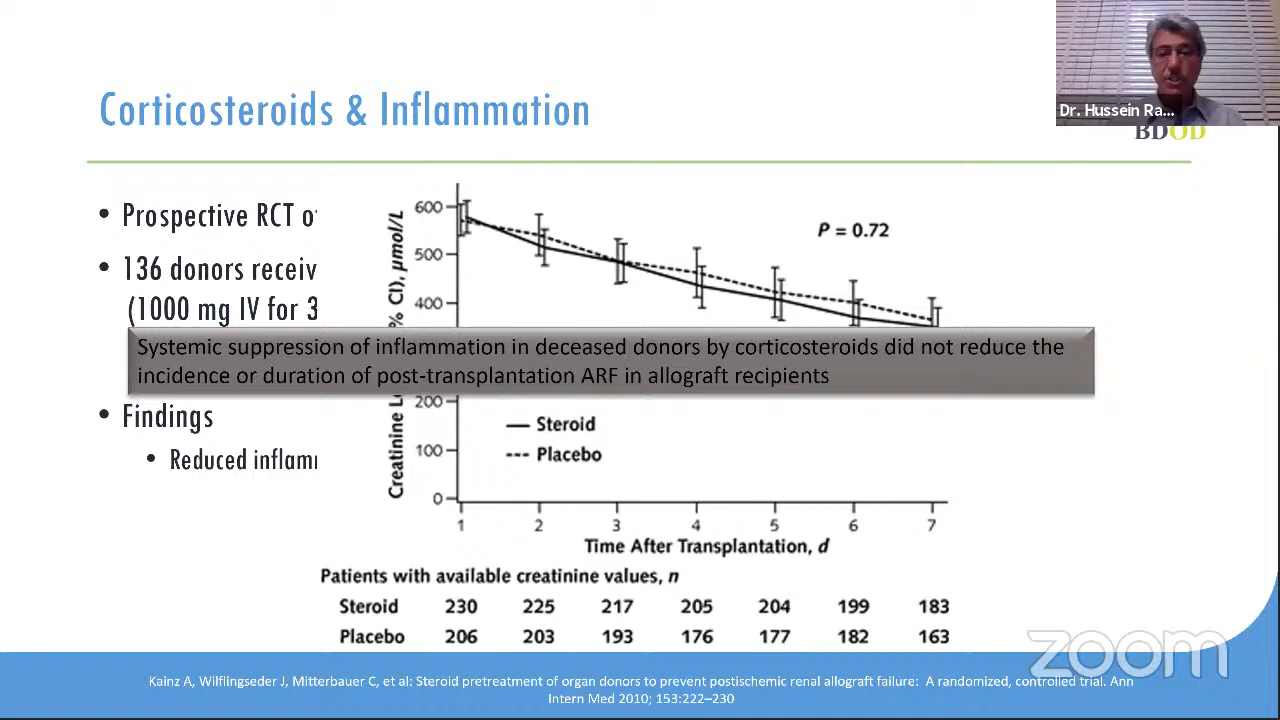 Dr. Hussein Ra...
BDOD
Corticosteroids & Inflammation
• Prospective RCT of
• 136 donors receiv
(1000 mg IV for 3
Systemic suppression of inflammation in deceased donors by corticosteroids did not reduce the
incidence or duration of post-transplantation ARF in allograft recipients
• Findings
• Reduced inflam
Creatinine L
% CI), µmol/L
600
500
400
200
100
0
P = 0.72
Steroid
Placebo
1 2 3 4 5 6 7
Time After Transplantation, d
Patients with available creatinine values, n
Steroid 230 225 217 205 204 199 183
Placebo 206 203 193 176 177 182 163
zoom
Kainz A, Wilflingseder J, Mitterbauer C, et al: Steroid pretreatment of organ donors to prevent postischemic renal allograft failure: A randomized, controlled trial. Ann
Intern Med 2010; 153:222–230